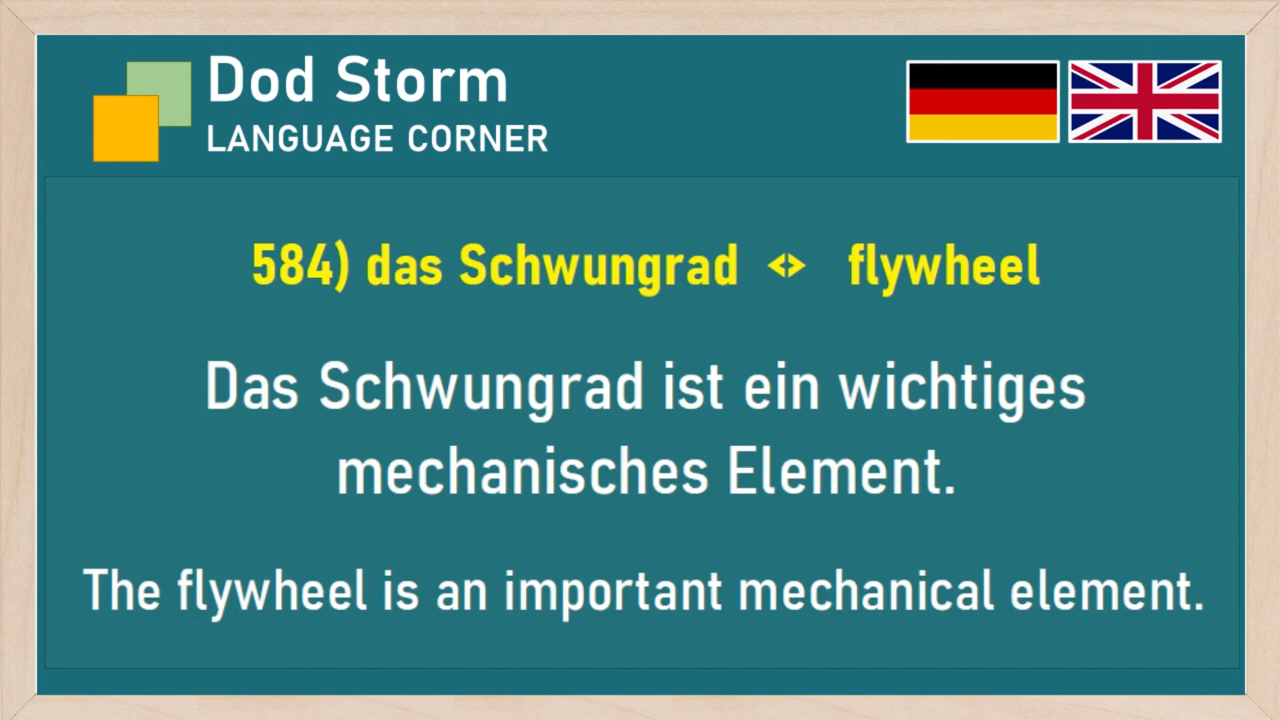 Dod Storm
LANGUAGE CORNER
584) das Schwungrad <> flywheel
Das Schwungrad ist ein wichtiges
mechanisches Element.
The flywheel is an important mechanical element.